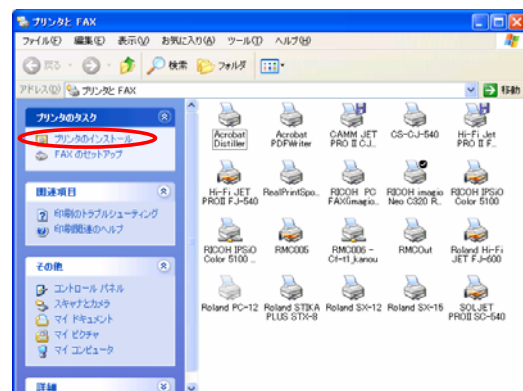 プリンタと FAX
ファイル(F) 編集(E) 表示(V) お気に入り(A) ツール(T) ヘルプ(H)
戻る 検索 フォルダ
アドレス(D) プリンタと FAX 移動
プリンタのタスク
プリンタのインストール
FAX のセットアップ
関連項目
印刷のトラブルシューティング
印刷関連のヘルプ
その他
コントロール パネル
スキャナとカメラ
マイ ドキュメント
マイ ピクチャ
マイ コンピュータ
詳細
Acrobat Distiller
Acrobat PDFWriter
CAMM JET PRO II CJ...
CS-CJ-540
Hi-Fi Jet PRO II F...
Hi-Fi JET PROII FJ-540
RealPrintSpo...
RICOH PC FAX(imagio...
RICOH imagio Neo C320 R...
RICOH IPSiO Color 5100
RICOH IPSiO Color 5100 ...
RMC005
RMC006 - Cf-t1_kanou
RMCOut
Roland Hi-Fi JET FJ-600
Roland PC-12
Roland STIKA PLUS STX-8
Roland SX-12
Roland SX-15
SOLJET PROII SC-540